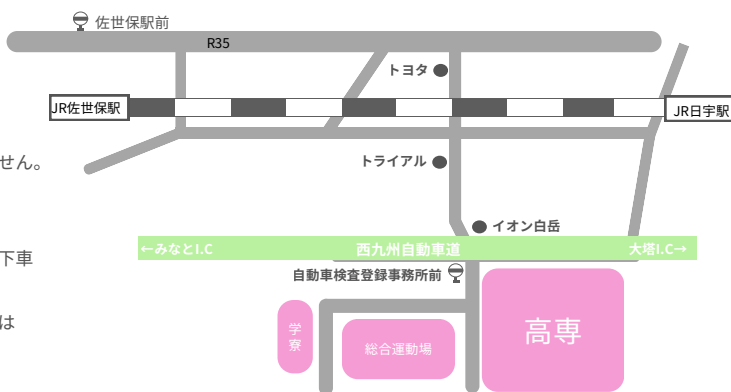 佐世保駅前
R35
トヨタ
JR佐世保駅
JR日宇駅
せん。
トライアル
イオン白岳
←みなとI.C
西九州自動車道
大塔I.C→
下車
自動車検査登録事務所前
は
学
寮
総合運動場
高専